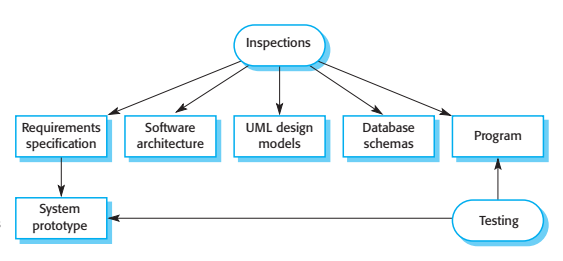 Inspections
Requirements
specification
Software
architecture
UML design
models
Database
schemas
Program
System
prototype
Testing